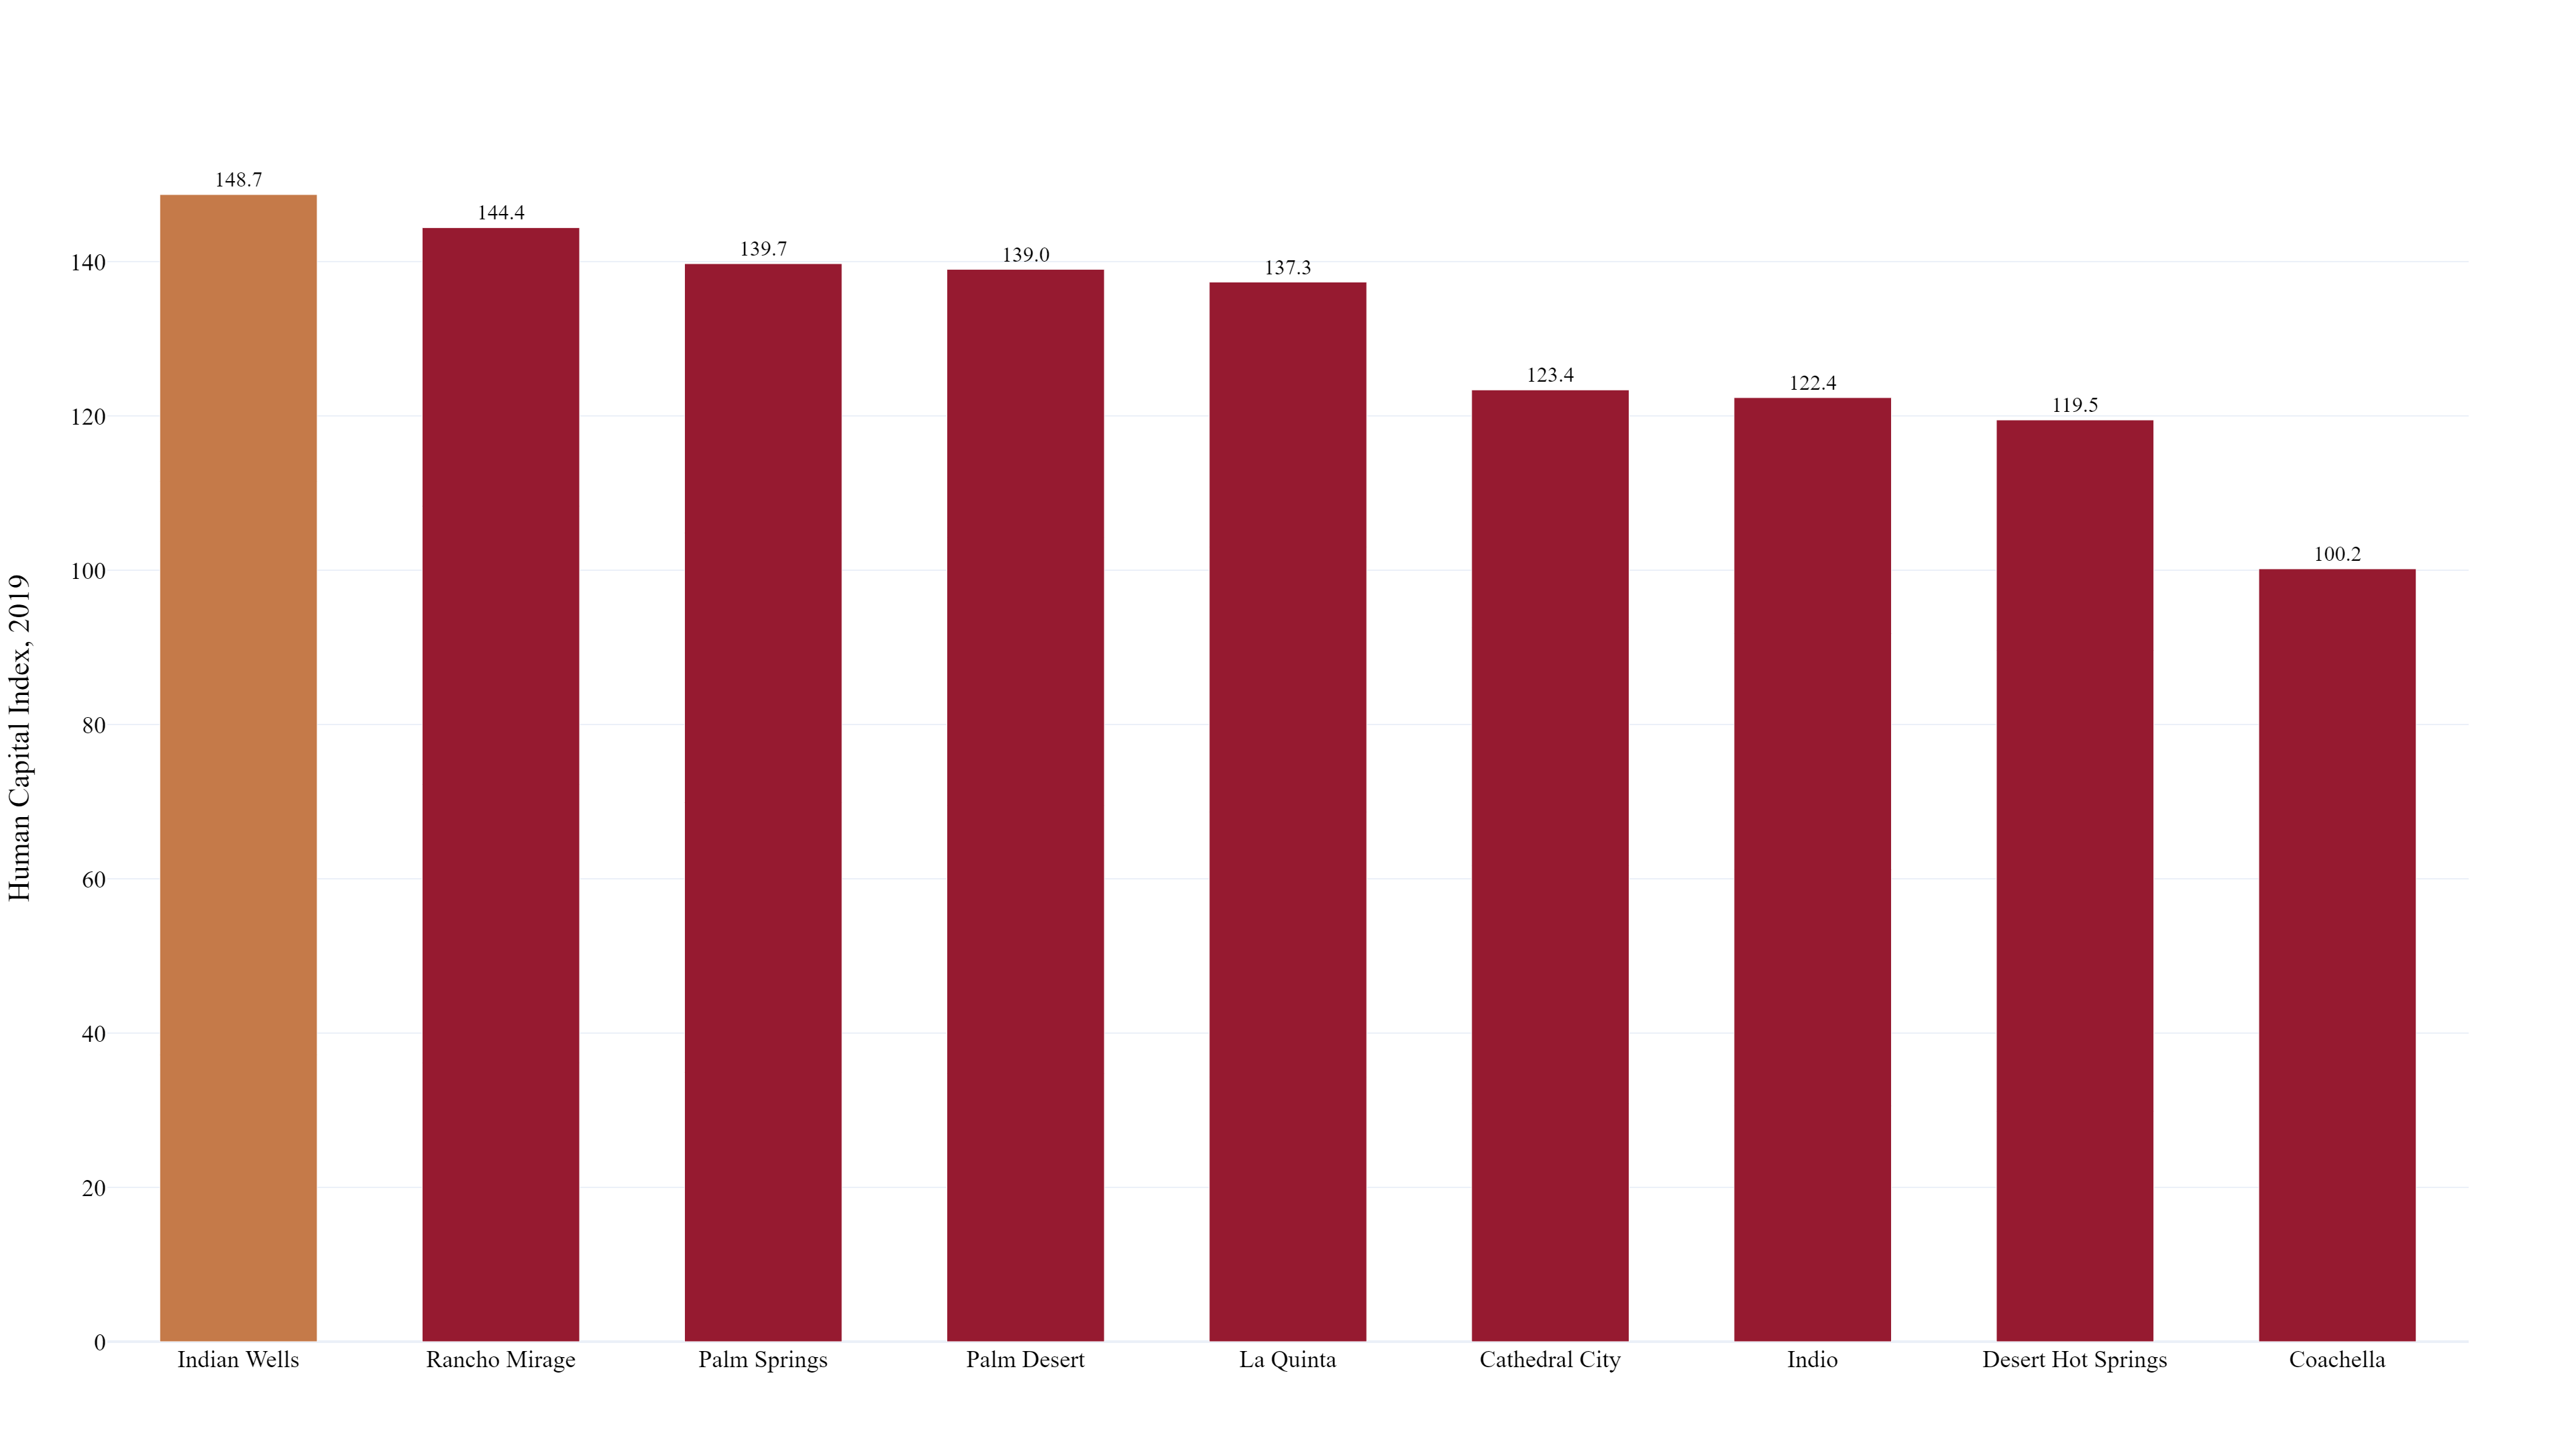 Human Capital Index, 2019
148.7
144.4
139.7
139.0
137.3
123.4
122.4
119.5
100.2
140
120
100
80
60
40
20
0
Indian Wells
Rancho Mirage
Palm Springs
Palm Desert
La Quinta
Cathedral City
Indio
Desert Hot Springs
Coachella